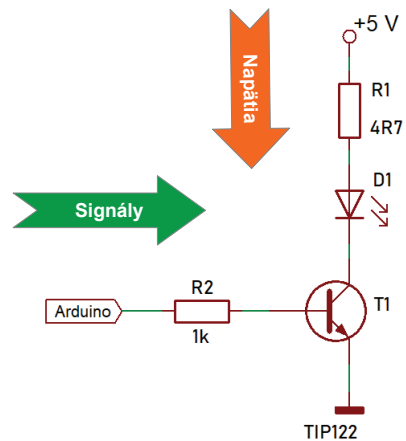 +5 V
Napätia
R1
4R7
D1
Signály
R2
T1
Arduino
1k
TIP122